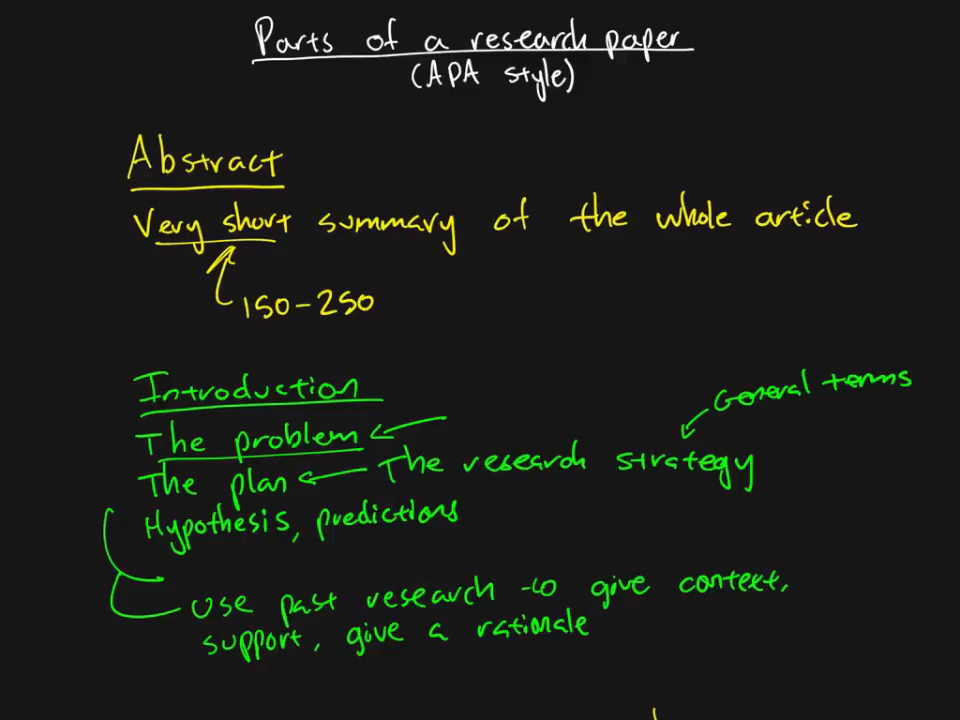 Parts of a research paper
(APA style)
Abstract
Very short summary of the whole article
150-250
Introduction
General terms
The problem
The plan The research strategy
Hypothesis, predictions
Use past research to give context,
support, give a rationale